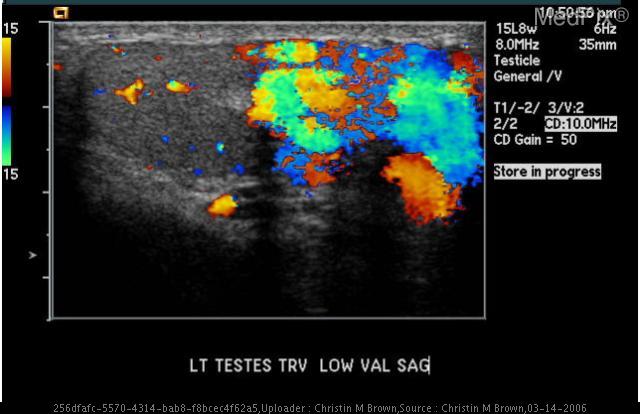 10:50:56 pm
MedPix®
15
15L8w 6Hz
8.0MHz 35mm
Testicle
General /V
T1/-2/ 3/V:2
2/2 CD:10.0MHz
CD Gain = 50
15
Store in progress
LT TESTES TRV LOW VAL SAG
256dfafc-5570-4314-bab8-f8bcec4f62a5,Uploader : Christin M Brown,Source : Christin M Brown,03-14-2006